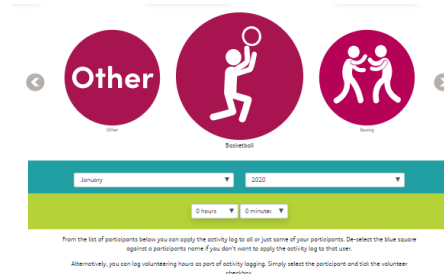 Other
Other
Basketball
Boxing
January
2020
0 hours
0 minutes
From the list of participants below you can apply the activity log to all or just some of your participants. De-select the blue square
against a participants name if you don't want to apply the activity log to that user.
Alternatively, you can log volunteering hours as part of activity logging. Simply select the participant and tick the volunteer
checkbox.